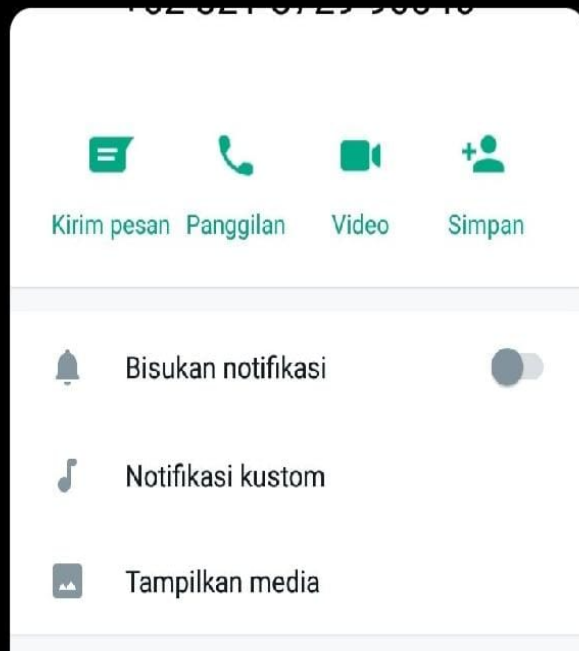 Kirim pesan Panggilan Video Simpan
Bisukan notifikasi
Notifikasi kustom
Tampilkan media